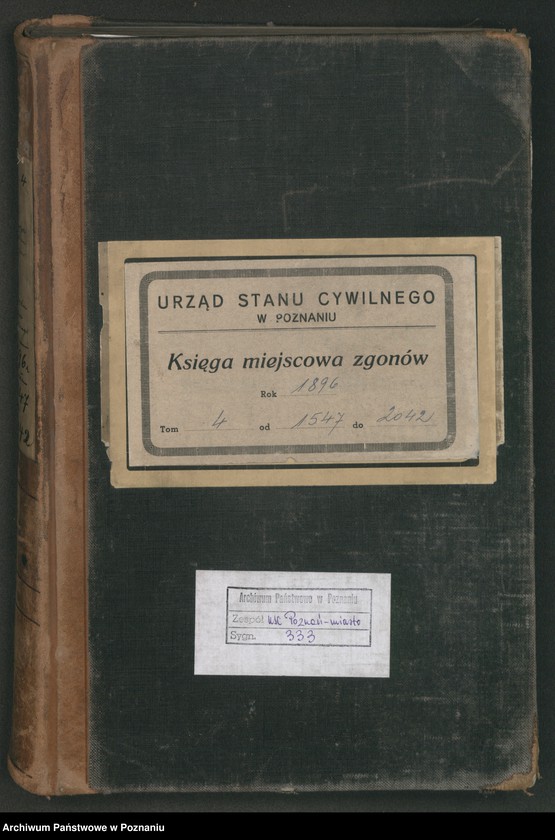 URZĄD STANU CYWILNEGO
W POZNANIU
Księga miejscowa zgonów
Rok 1896
Tom 4 od 1547 do 2042
Archiwum Państwowe w Poznaniu
Zespół USC Poznań-miasto
Sygn. 333
Archiwum Państwowe w Poznaniu